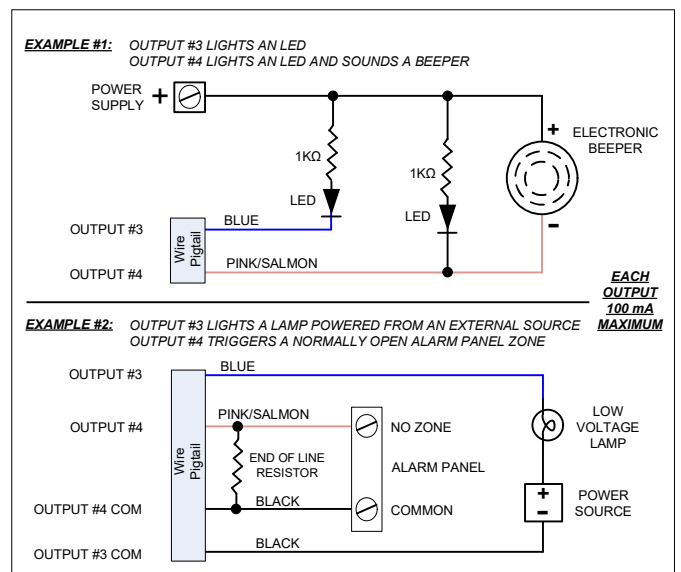 EXAMPLE #1: OUTPUT #3 LIGHTS AN LED
OUTPUT #4 LIGHTS AN LED AND SOUNDS A BEEPER
POWER
SUPPLY
+
+
ELECTRONIC
BEEPER
1KΩ
1KΩ
LED
LED
-
OUTPUT #3
BLUE
Wire
Pigtail
OUTPUT #4
PINK/SALMON
EACH
OUTPUT
100 mA
MAXIMUM
EXAMPLE #2: OUTPUT #3 LIGHTS A LAMP POWERED FROM AN EXTERNAL SOURCE
OUTPUT #4 TRIGGERS A NORMALLY OPEN ALARM PANEL ZONE
OUTPUT #3
BLUE
OUTPUT #4
PINK/SALMON
NO ZONE
LOW
VOLTAGE
LAMP
Wire
Pigtail
END OF LINE
RESISTOR
ALARM PANEL
OUTPUT #4 COM
BLACK
COMMON
+
-
POWER
SOURCE
OUTPUT #3 COM
BLACK